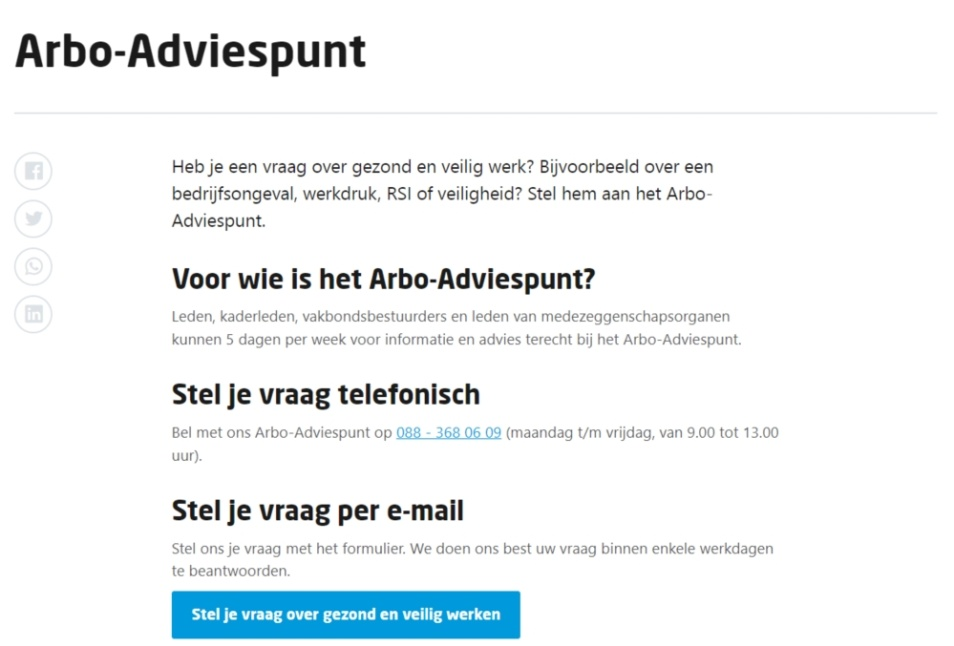 Arbo-Adviespunt
Heb je een vraag over gezond en veilig werk? Bijvoorbeeld over een
bedrijfsongeval, werkdruk, RSI of veiligheid? Stel hem aan het Arbo-
Adviespunt.
Voor wie is het Arbo-Adviespunt?
Leden, kaderleden, vakbondsbestuurders en leden van medezeggenschapsorganen
kunnen 5 dagen per week voor informatie en advies terecht bij het Arbo-Adviespunt.
Stel je vraag telefonisch
Bel met ons Arbo-Adviespunt op 088 - 368 06 09 (maandag t/m vrijdag, van 9.00 tot 13.00
uur).
Stel je vraag per e-mail
Stel ons je vraag met het formulier. We doen ons best uw vraag binnen enkele werkdagen
te beantwoorden.
Stel je vraag over gezond en veilig werken